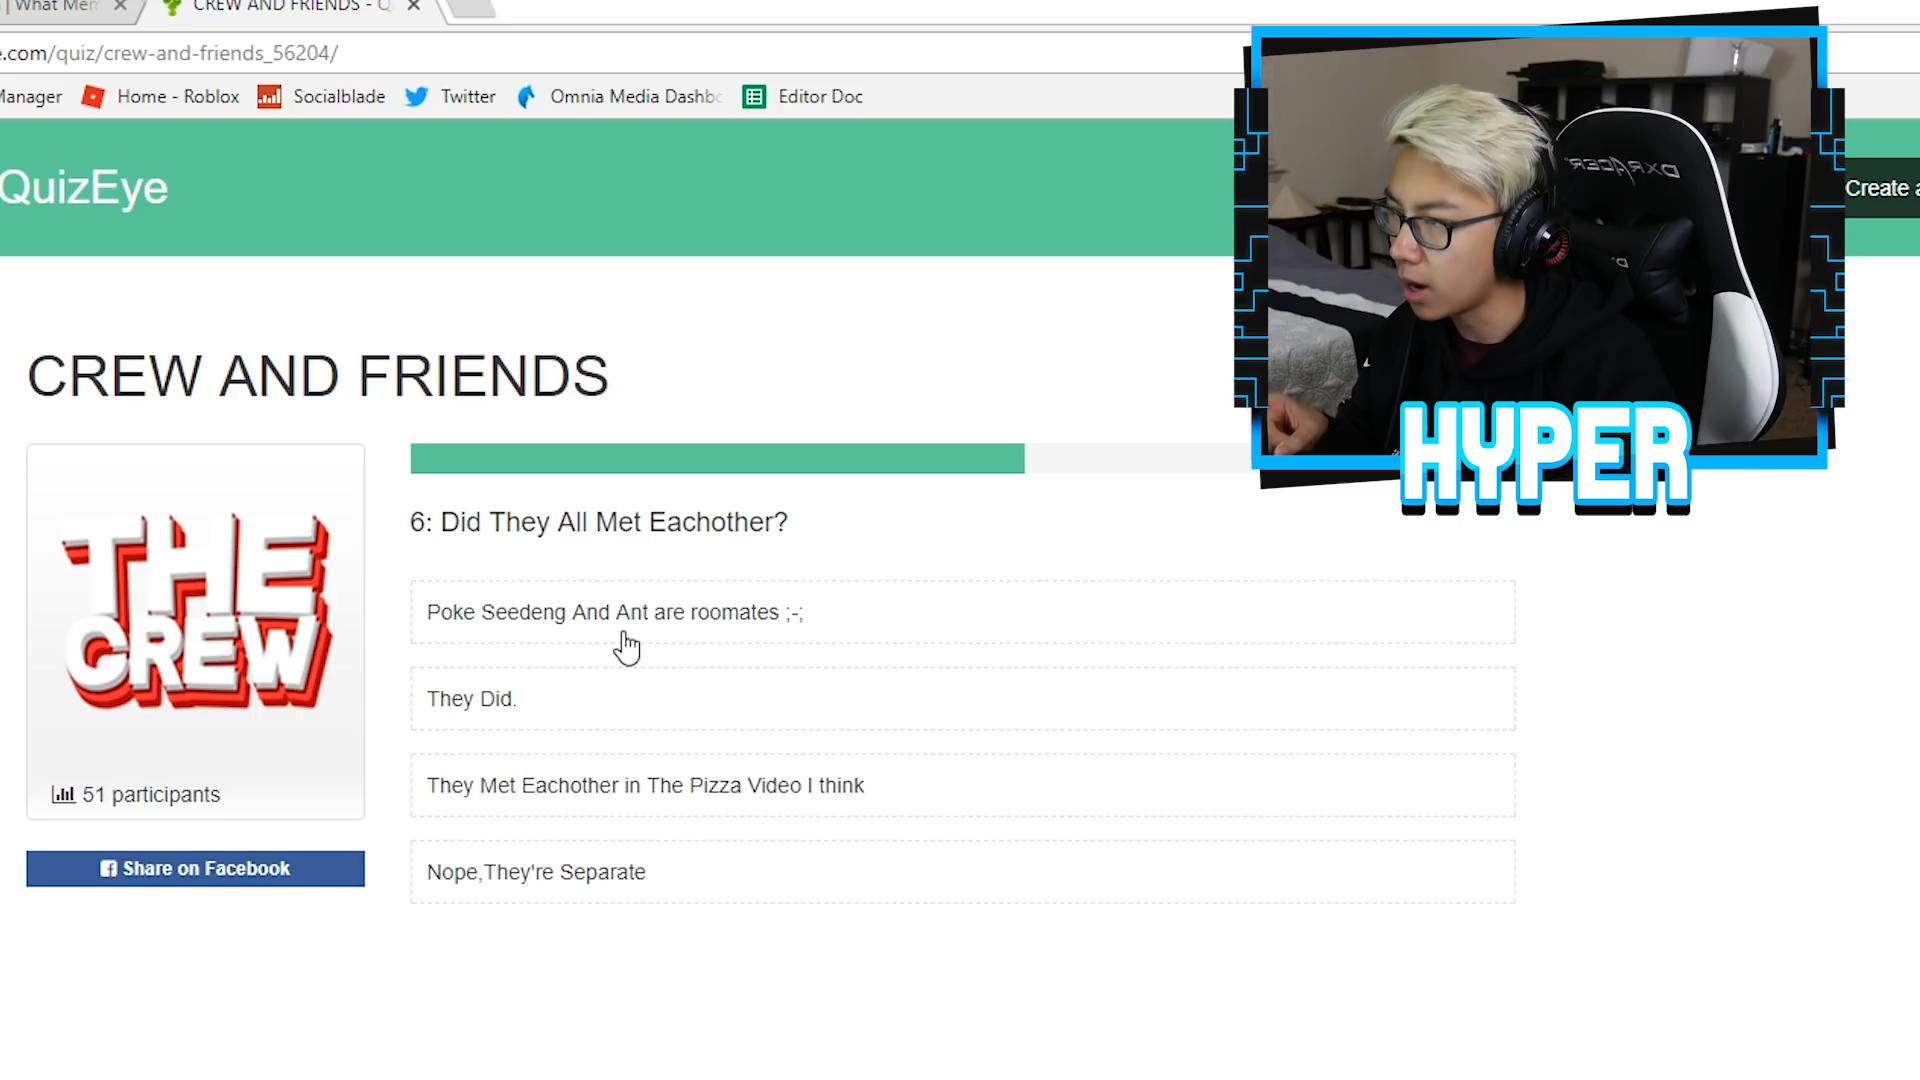 | What Mem
CREW AND FRIENDS - Q
e.com/quiz/crew-and-friends_56204/
Manager
Home - Roblox
Socialblade
Twitter
Omnia Media Dashbo
Editor Doc
QuizEye
Create a
CREW AND FRIENDS
THE
CREW
51 participants
Share on Facebook
6: Did They All Met Eachother?
Poke Seedeng And Ant are roomates ;-;
They Did.
They Met Eachother in The Pizza Video I think
Nope,They're Separate
HYPER